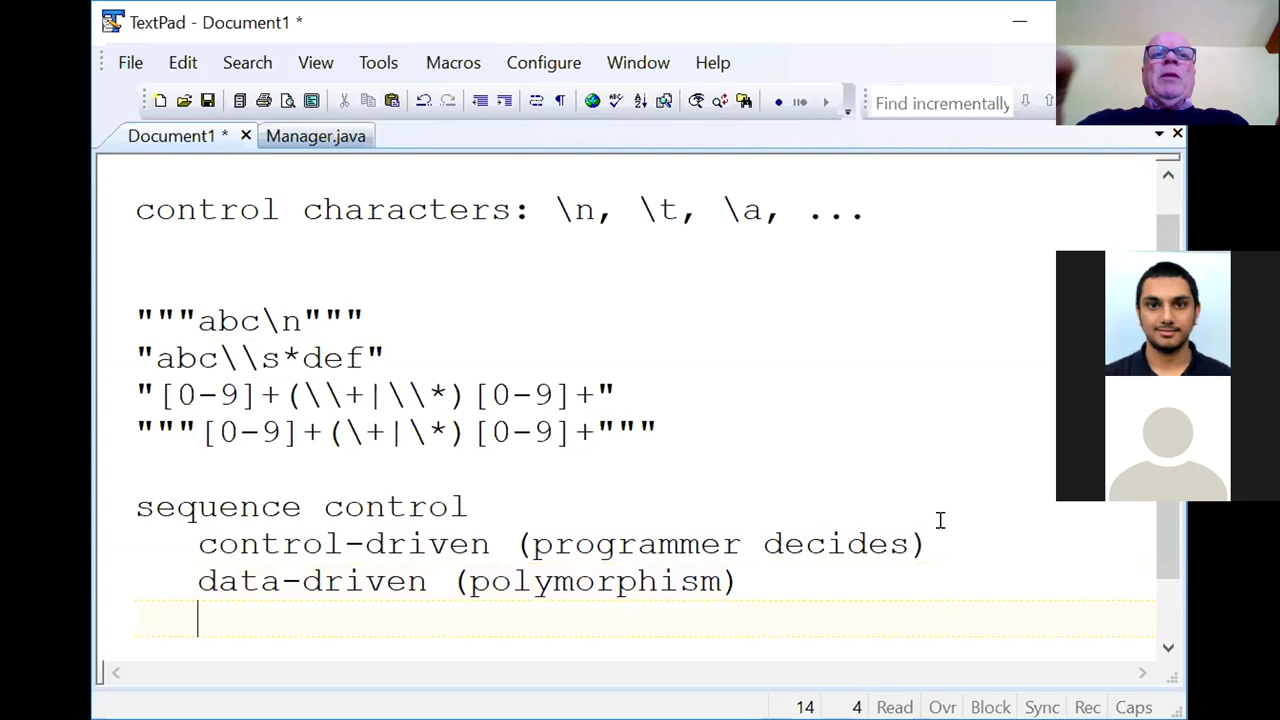 TextPad - Document1 *
File Edit Search View Tools Macros Configure Window Help
Find incrementally
Document1 * Manager.java
control characters: \n, \t, \a, ...
"""abc\n"""
"abc\\s*def"
"[0-9]+(\\+|\\*)[0-9]+"
"""[0-9]+(\+|\*)[0-9]+"""
sequence control
control-driven (programmer decides)
data-driven (polymorphism)
14 4 Read Ovr Block Sync Rec Caps